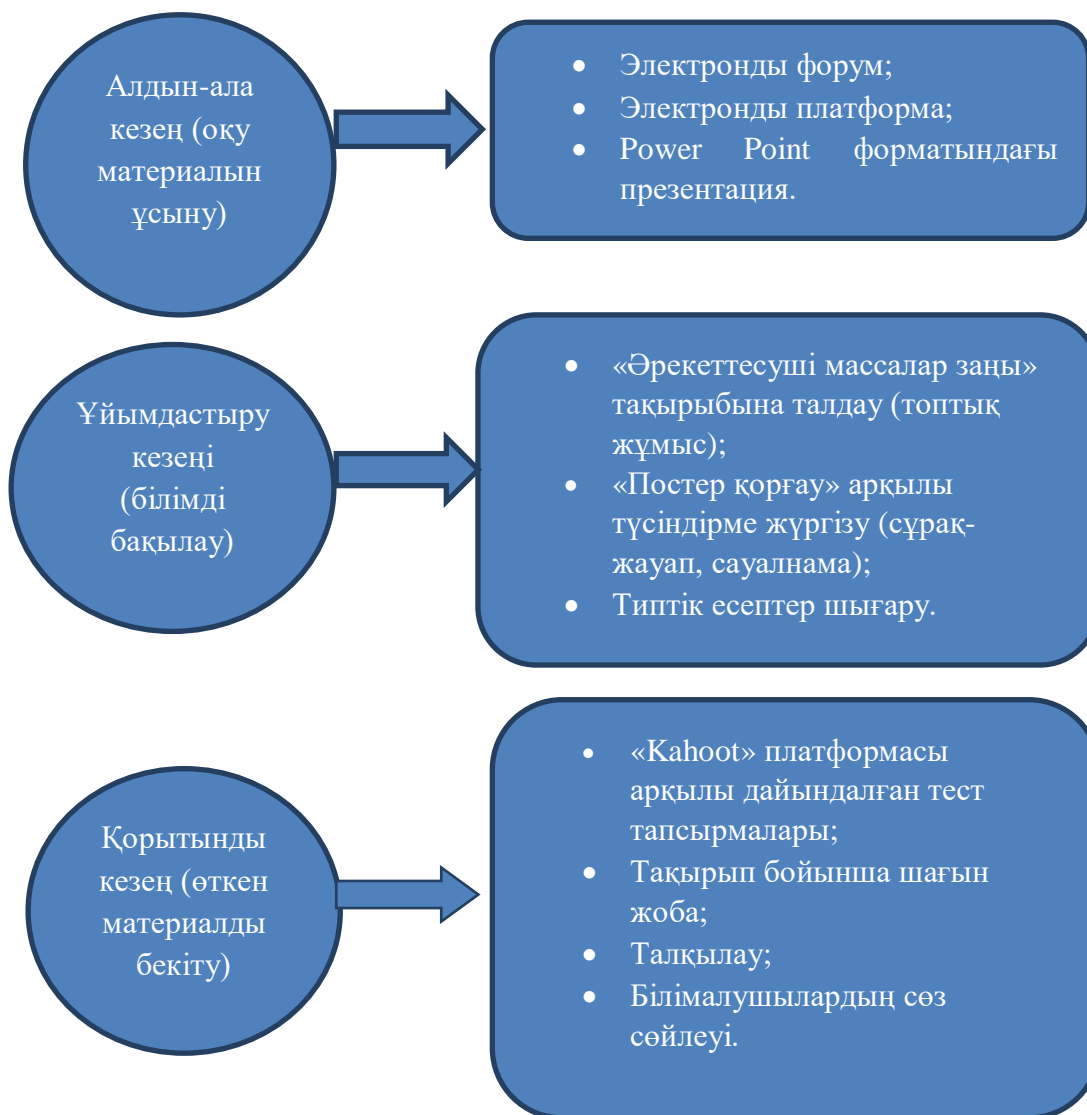 Алдын-ала
кезең (оқу
материалын
ұсыну)
• Электронды форум;
• Электронды платформа;
• Power Point форматындағы
презентация.
Ұйымдастыру
кезеңі
(білімді
бақылау)
• «Әрекеттесуші массалар заңы»
тақырыбына талдау (топтық
жұмыс);
• «Постер қорғау» арқылы
түсіндірме жүргізу (сұрақ-
жауап, сауалнама);
• Типтік есептер шығару.
Қорытынды
кезең (өткен
материалды
бекіту)
• «Kahoot» платформасы
арқылы дайындалған тест
тапсырмалары;
• Тақырып бойынша шағын
жоба;
• Талқылау;
• Білімалушылардың сөз
сөйлеуі.